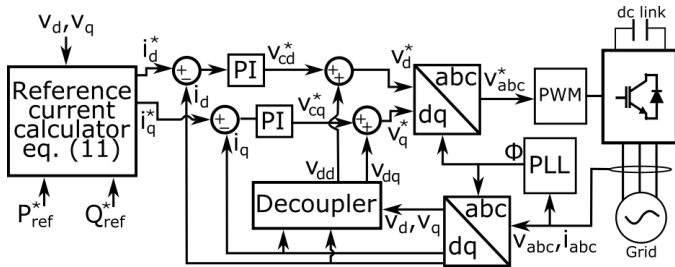 dc link
v_d,v_q
i_d^*
v_cd^*
v_d^*
abc
v_abc^*
PI
PWM
i_d
Reference
current
calculator
eq. (11)
v_cq^*
dq
i_q^*
PI
v_q^*
i_q
Φ
PLL
v_dd
v_dq
Decoupler
abc
P_ref^*
Q_ref^*
v_d,v_q
dq
v_abc,i_abc
Grid